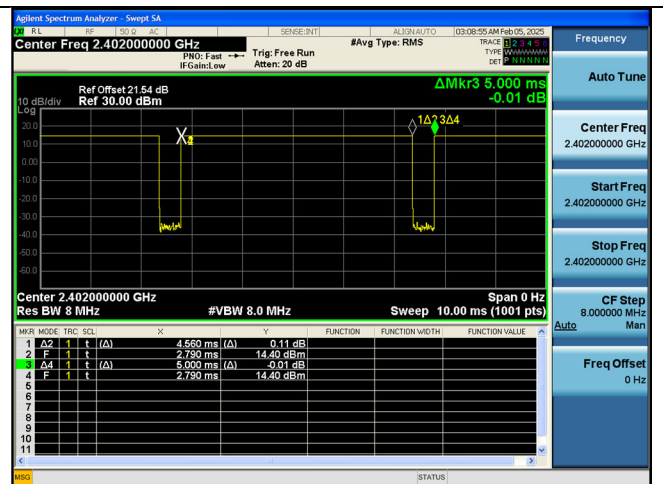 Agilent Spectrum Analyzer - Swept SA
LXI RL RF 50 Ω AC SENSE:INT ALIGN AUTO 03:08:55 AM Feb 05, 2025
Center Freq 2.402000000 GHz #Avg Type: RMS TRACE 1 2 3 4 5 6
PNO: Fast Trig: Free Run TYPE
IFGain:Low Atten: 20 dB DET P N N N N N
ΔMkr3 5.000 ms
-0.01 dB
Ref Offset 21.54 dB
10 dB/div Ref 30.00 dBm
Log
20.0
10.0
0.00
-10.0
-20.0
-30.0
-40.0
-50.0
-60.0
X 4
1Δ2 3Δ4
Center 2.402000000 GHz Span 0 Hz
Res BW 8 MHz #VBW 8.0 MHz Sweep 10.00 ms (1001 pts)
MKR MODE TRC SCL X Y FUNCTION FUNCTION WIDTH FUNCTION VALUE
1 Δ2 1 t (Δ) 4.560 ms (Δ) 0.11 dB
2 F 1 t 2.790 ms 14.40 dBm
3 Δ4 1 t (Δ) 5.000 ms (Δ) -0.01 dB
4 F 1 t 2.790 ms 14.40 dBm
5
6
7
8
9
10
11
MSG STATUS
Frequency
Auto Tune
Center Freq
2.402000000 GHz
Start Freq
2.402000000 GHz
Stop Freq
2.402000000 GHz
CF Step
8.000000 MHz
Auto Man
Freq Offset
0 Hz